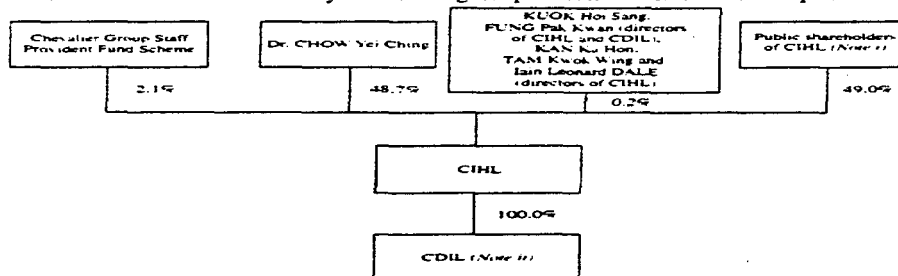 Chevalier Group Staff
Provident Fund Scheme
Dr. CHOW Yei Ching
KUOK Hoi Sang,
FUNG Pak Kwan (directors
of CIHL and CDIL),
KAN Ka Hon,
TAM Kwok Wing and
Iain Leonard DALE
(directors of CIHL)
Public shareholders
of CIHL (Note i)
2.1%
48.7%
0.2%
49.0%
CIHL
100.0%
CDIL (Note ii)